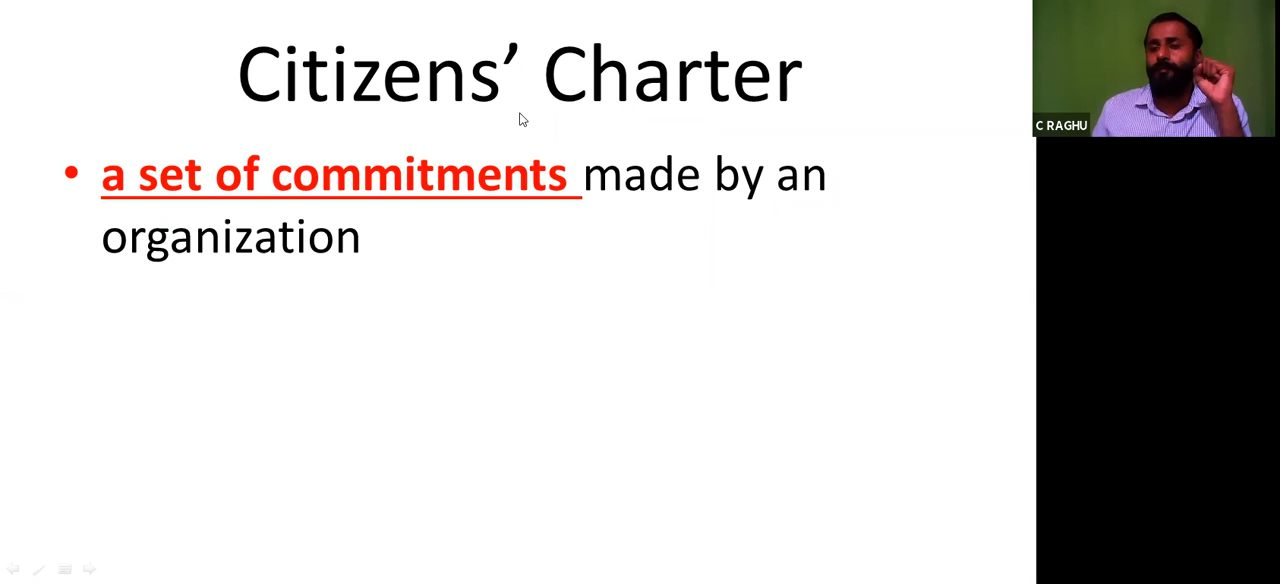 Citizens’ Charter
• a set of commitments made by an
organization
C RAGHU